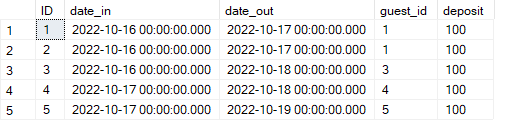 ID date_in date_out guest_id deposit
1 1 2022-10-16 00:00:00.000 2022-10-17 00:00:00.000 1 100
2 2 2022-10-16 00:00:00.000 2022-10-17 00:00:00.000 1 100
3 3 2022-10-16 00:00:00.000 2022-10-18 00:00:00.000 3 100
4 4 2022-10-17 00:00:00.000 2022-10-18 00:00:00.000 4 100
5 5 2022-10-17 00:00:00.000 2022-10-19 00:00:00.000 5 100